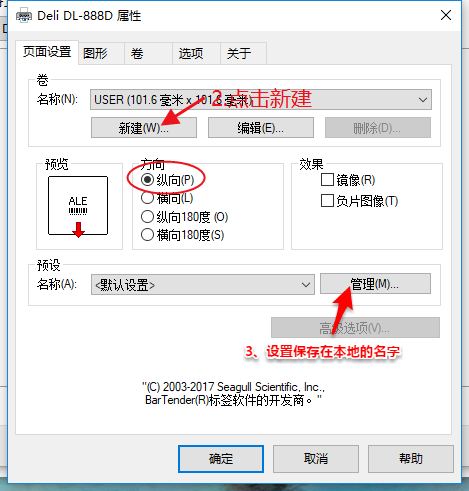 Deli DL-888D 属性
页面设置 图形 卷 选项 关于
卷
名称(N): USER (101.6 毫米 x 101.6 毫米)
2 点击新建
新建(W)... 编辑(E)... 删除(D)...
预览 方向 效果
ALE
纵向(P)
横向(L)
纵向180度 (O)
横向180度(S)
镜像(R)
负片图像(T)
预设
名称(A): <默认设置> 管理(M)...
高级选项(V)...
3、设置保存在本地的名字
"(C) 2003-2017 Seagull Scientific, Inc.,
BarTender(R)标签软件的开发商。"
确定 取消 帮助